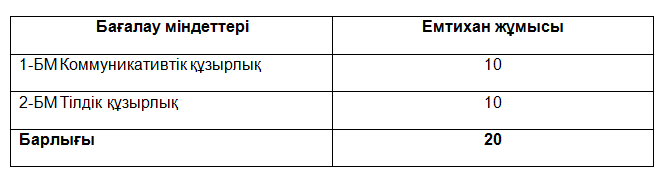 Бағалау міндеттері Емтихан жұмысы
1-БМ Коммуникативтік құзырлық 10
2-БМ Тілдік құзырлық 10
Барлығы 20